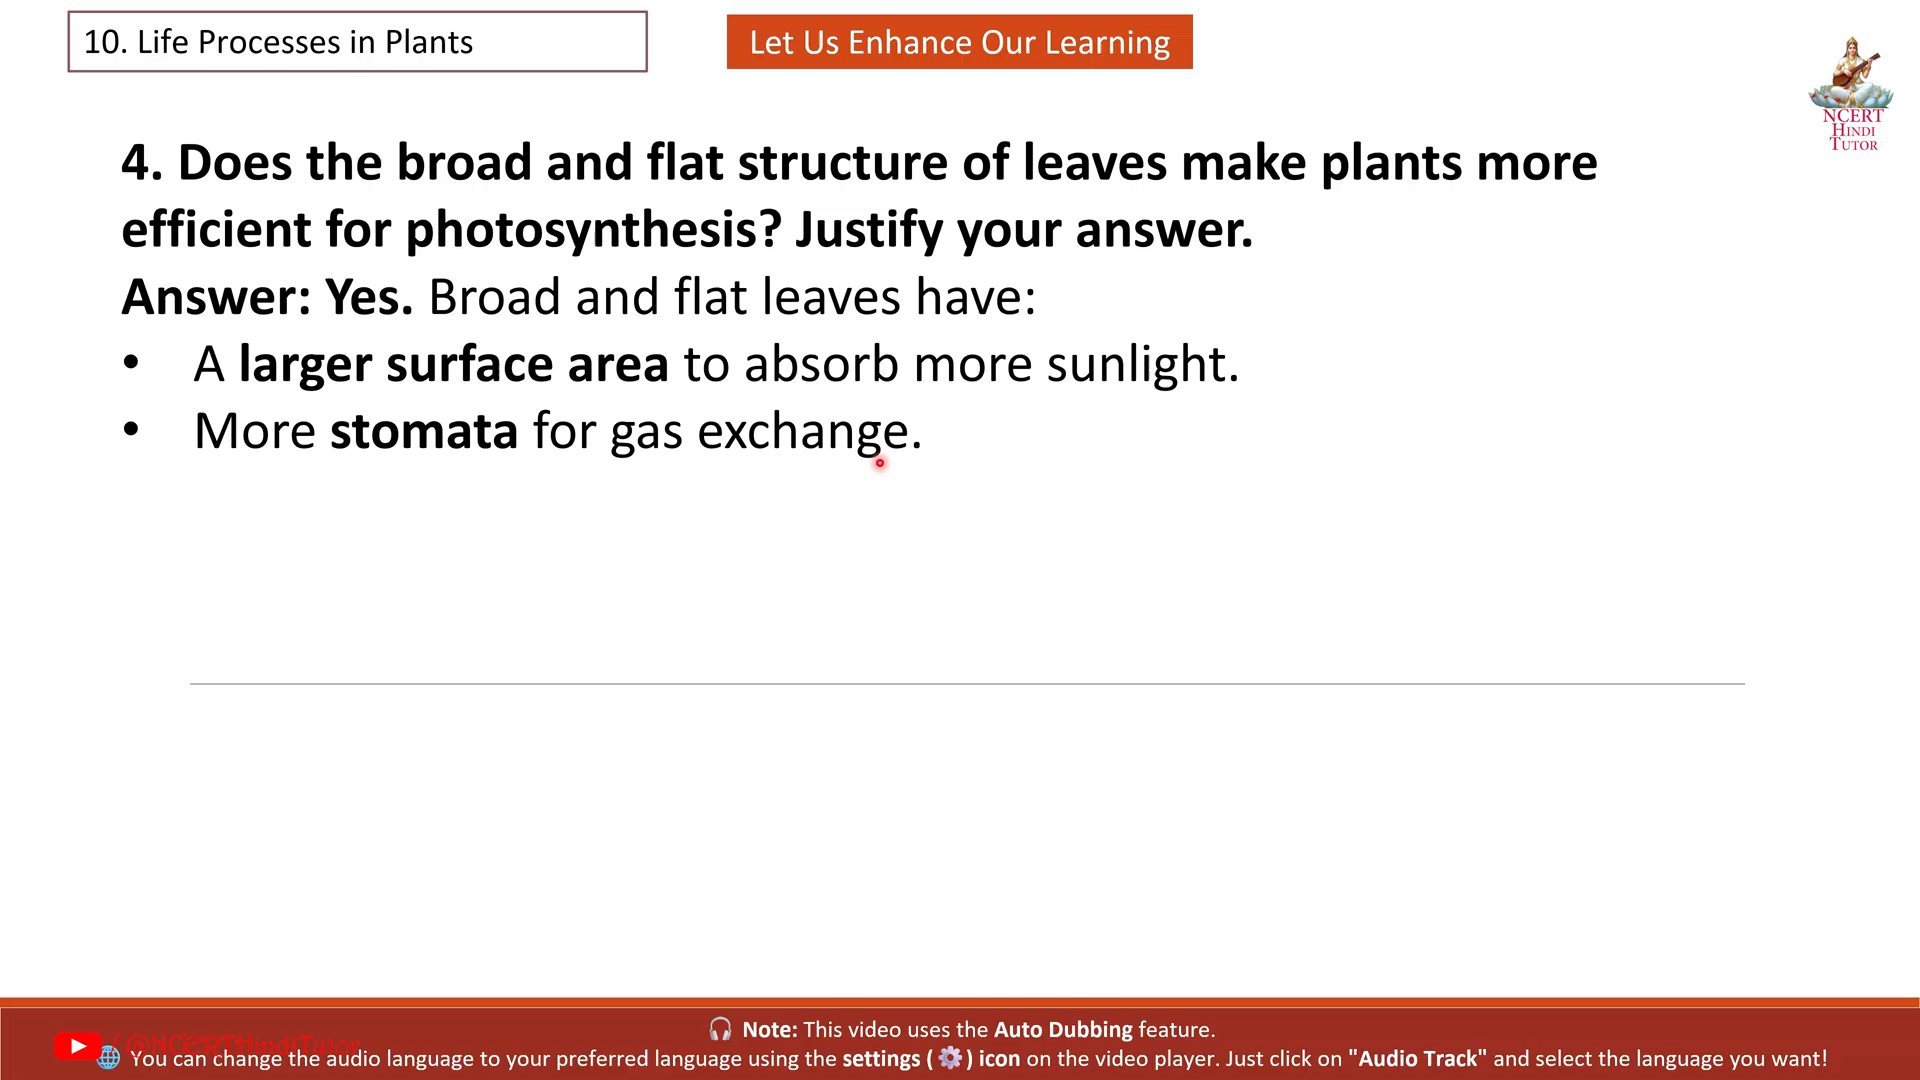 10. Life Processes in Plants
Let Us Enhance Our Learning
NCERT
HINDI
TUTOR
4. Does the broad and flat structure of leaves make plants more
efficient for photosynthesis? Justify your answer.
Answer: Yes. Broad and flat leaves have:
• A larger surface area to absorb more sunlight.
• More stomata for gas exchange.
🎧 Note: This video uses the Auto Dubbing feature.
/@NCERTHindiTutor
🌐 You can change the audio language to your preferred language using the settings (⚙️) icon on the video player. Just click on "Audio Track" and select the language you want!